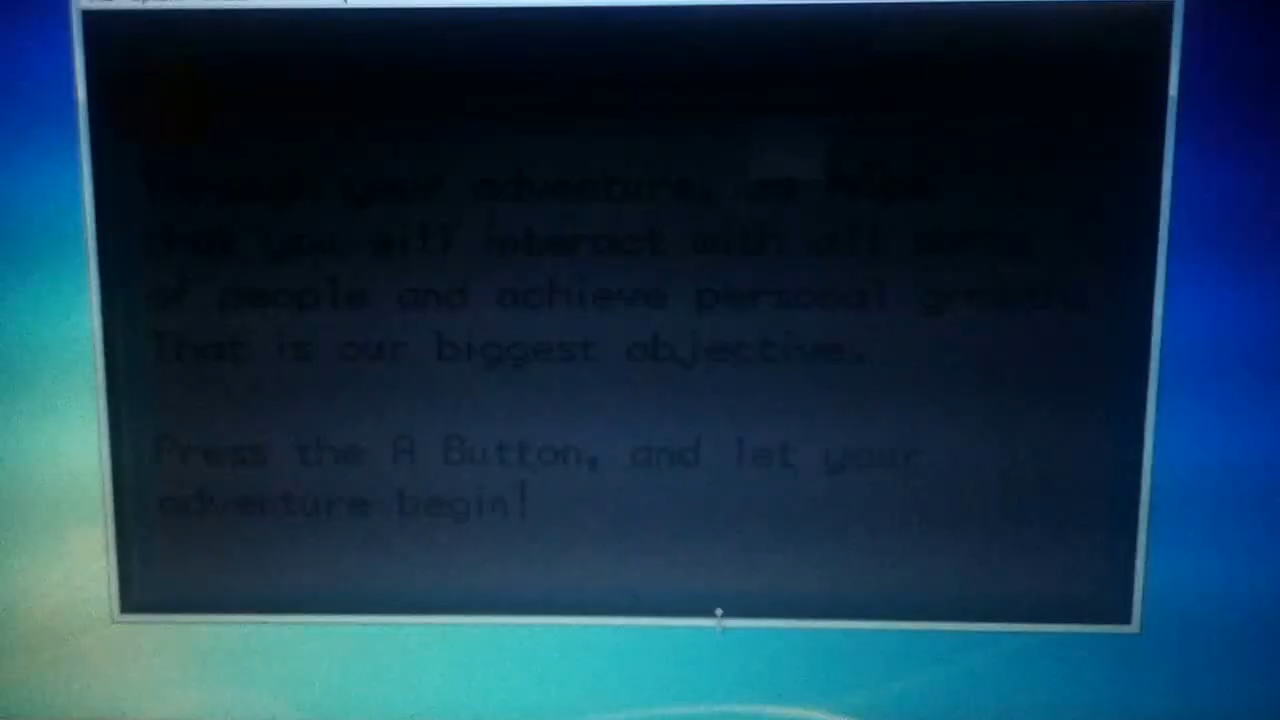 Through your adventure, we hope
that you will interact with all sorts
of people and achieve personal growth.
That is our biggest objective.
Press the A Button, and let your
adventure begin!